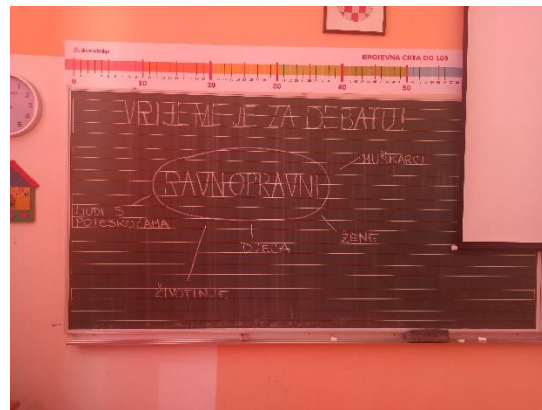 BROJEVNA CRTA DO 100
0 10 20 30 40 50
VRIJEME JE ZA DEBATU!
RAVNOPRAVNI
MUŠKARCI
LJUDI S
POTEŠKOĆAMA
DJECA
ŽENE
ŽIVOTINJE